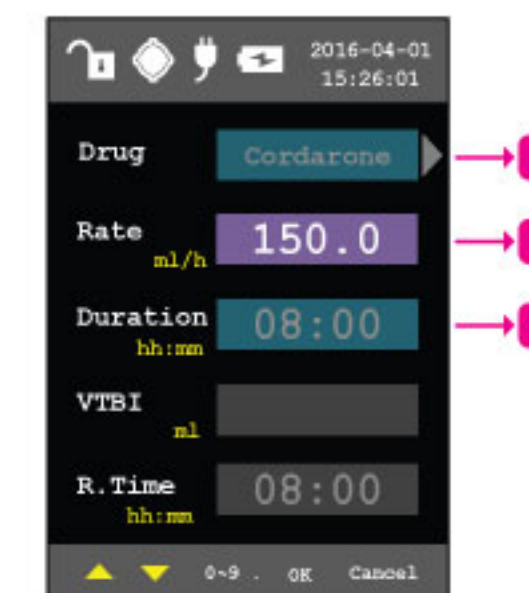 2016-04-01
15:26:01
Drug Cordarone
Rate ml/h 150.0
Duration hh:mm 08:00
VTBI ml
R.Time hh:mm 08:00
0~9 . OK Cancel